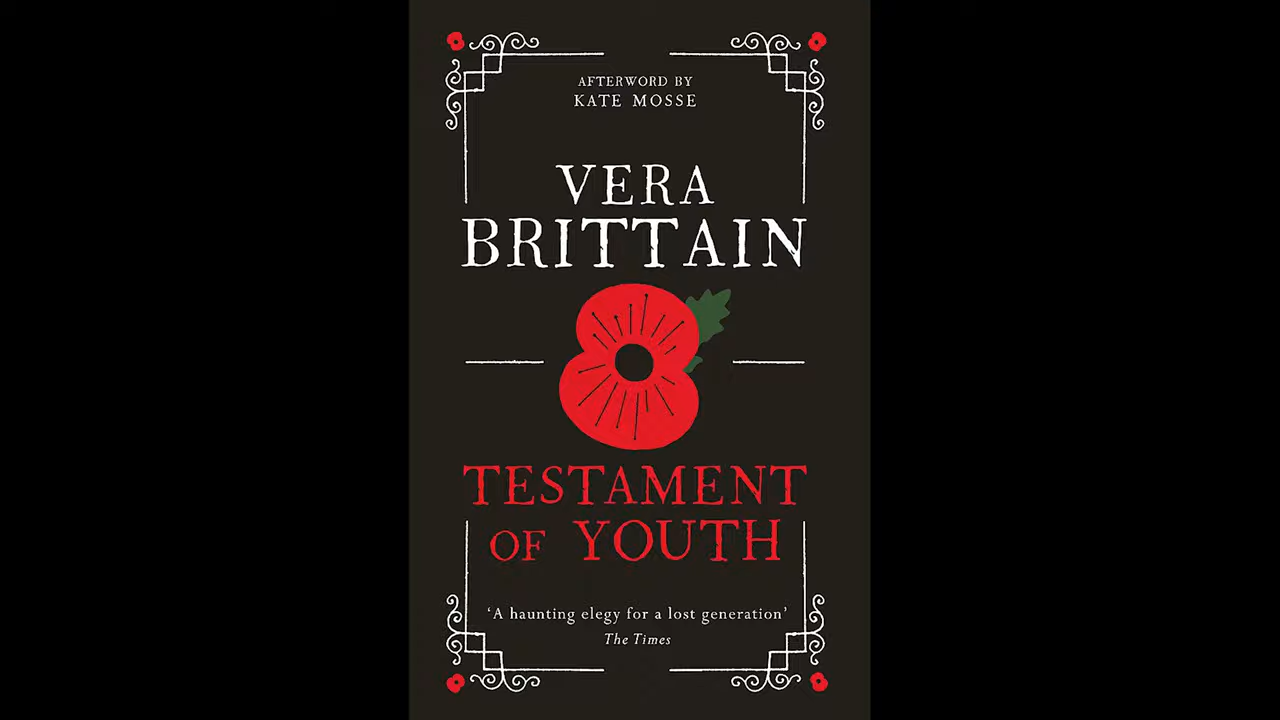 AFTERWORD BY
KATE MOSSE
VERA
BRITTAIN
TESTAMENT
OF YOUTH
‘A haunting elegy for a lost generation’
The Times